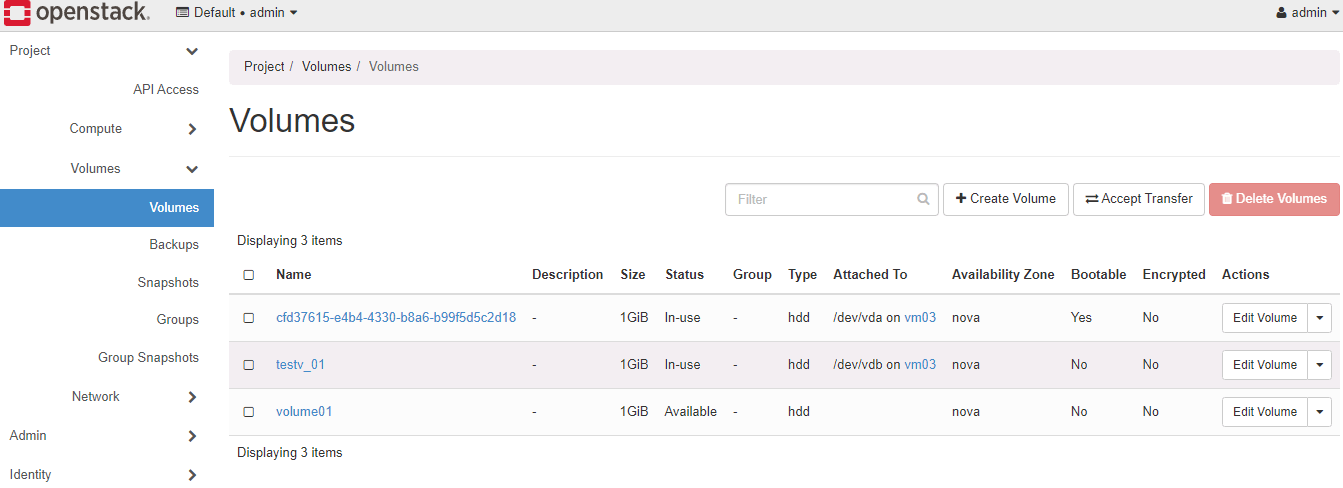 openstack. Default • admin admin
Project
API Access
Compute
Volumes
Volumes
Backups
Snapshots
Groups
Group Snapshots
Network
Admin
Identity
Project / Volumes / Volumes
Volumes
Filter Create Volume Accept Transfer Delete Volumes
Displaying 3 items
Name Description Size Status Group Type Attached To Availability Zone Bootable Encrypted Actions
cfd37615-e4b4-4330-b8a6-b99f5d5c2d18 - 1GiB In-use - hdd /dev/vda on vm03 nova Yes No Edit Volume
testv_01 - 1GiB In-use - hdd /dev/vdb on vm03 nova No No Edit Volume
volume01 - 1GiB Available - hdd nova No No Edit Volume
Displaying 3 items